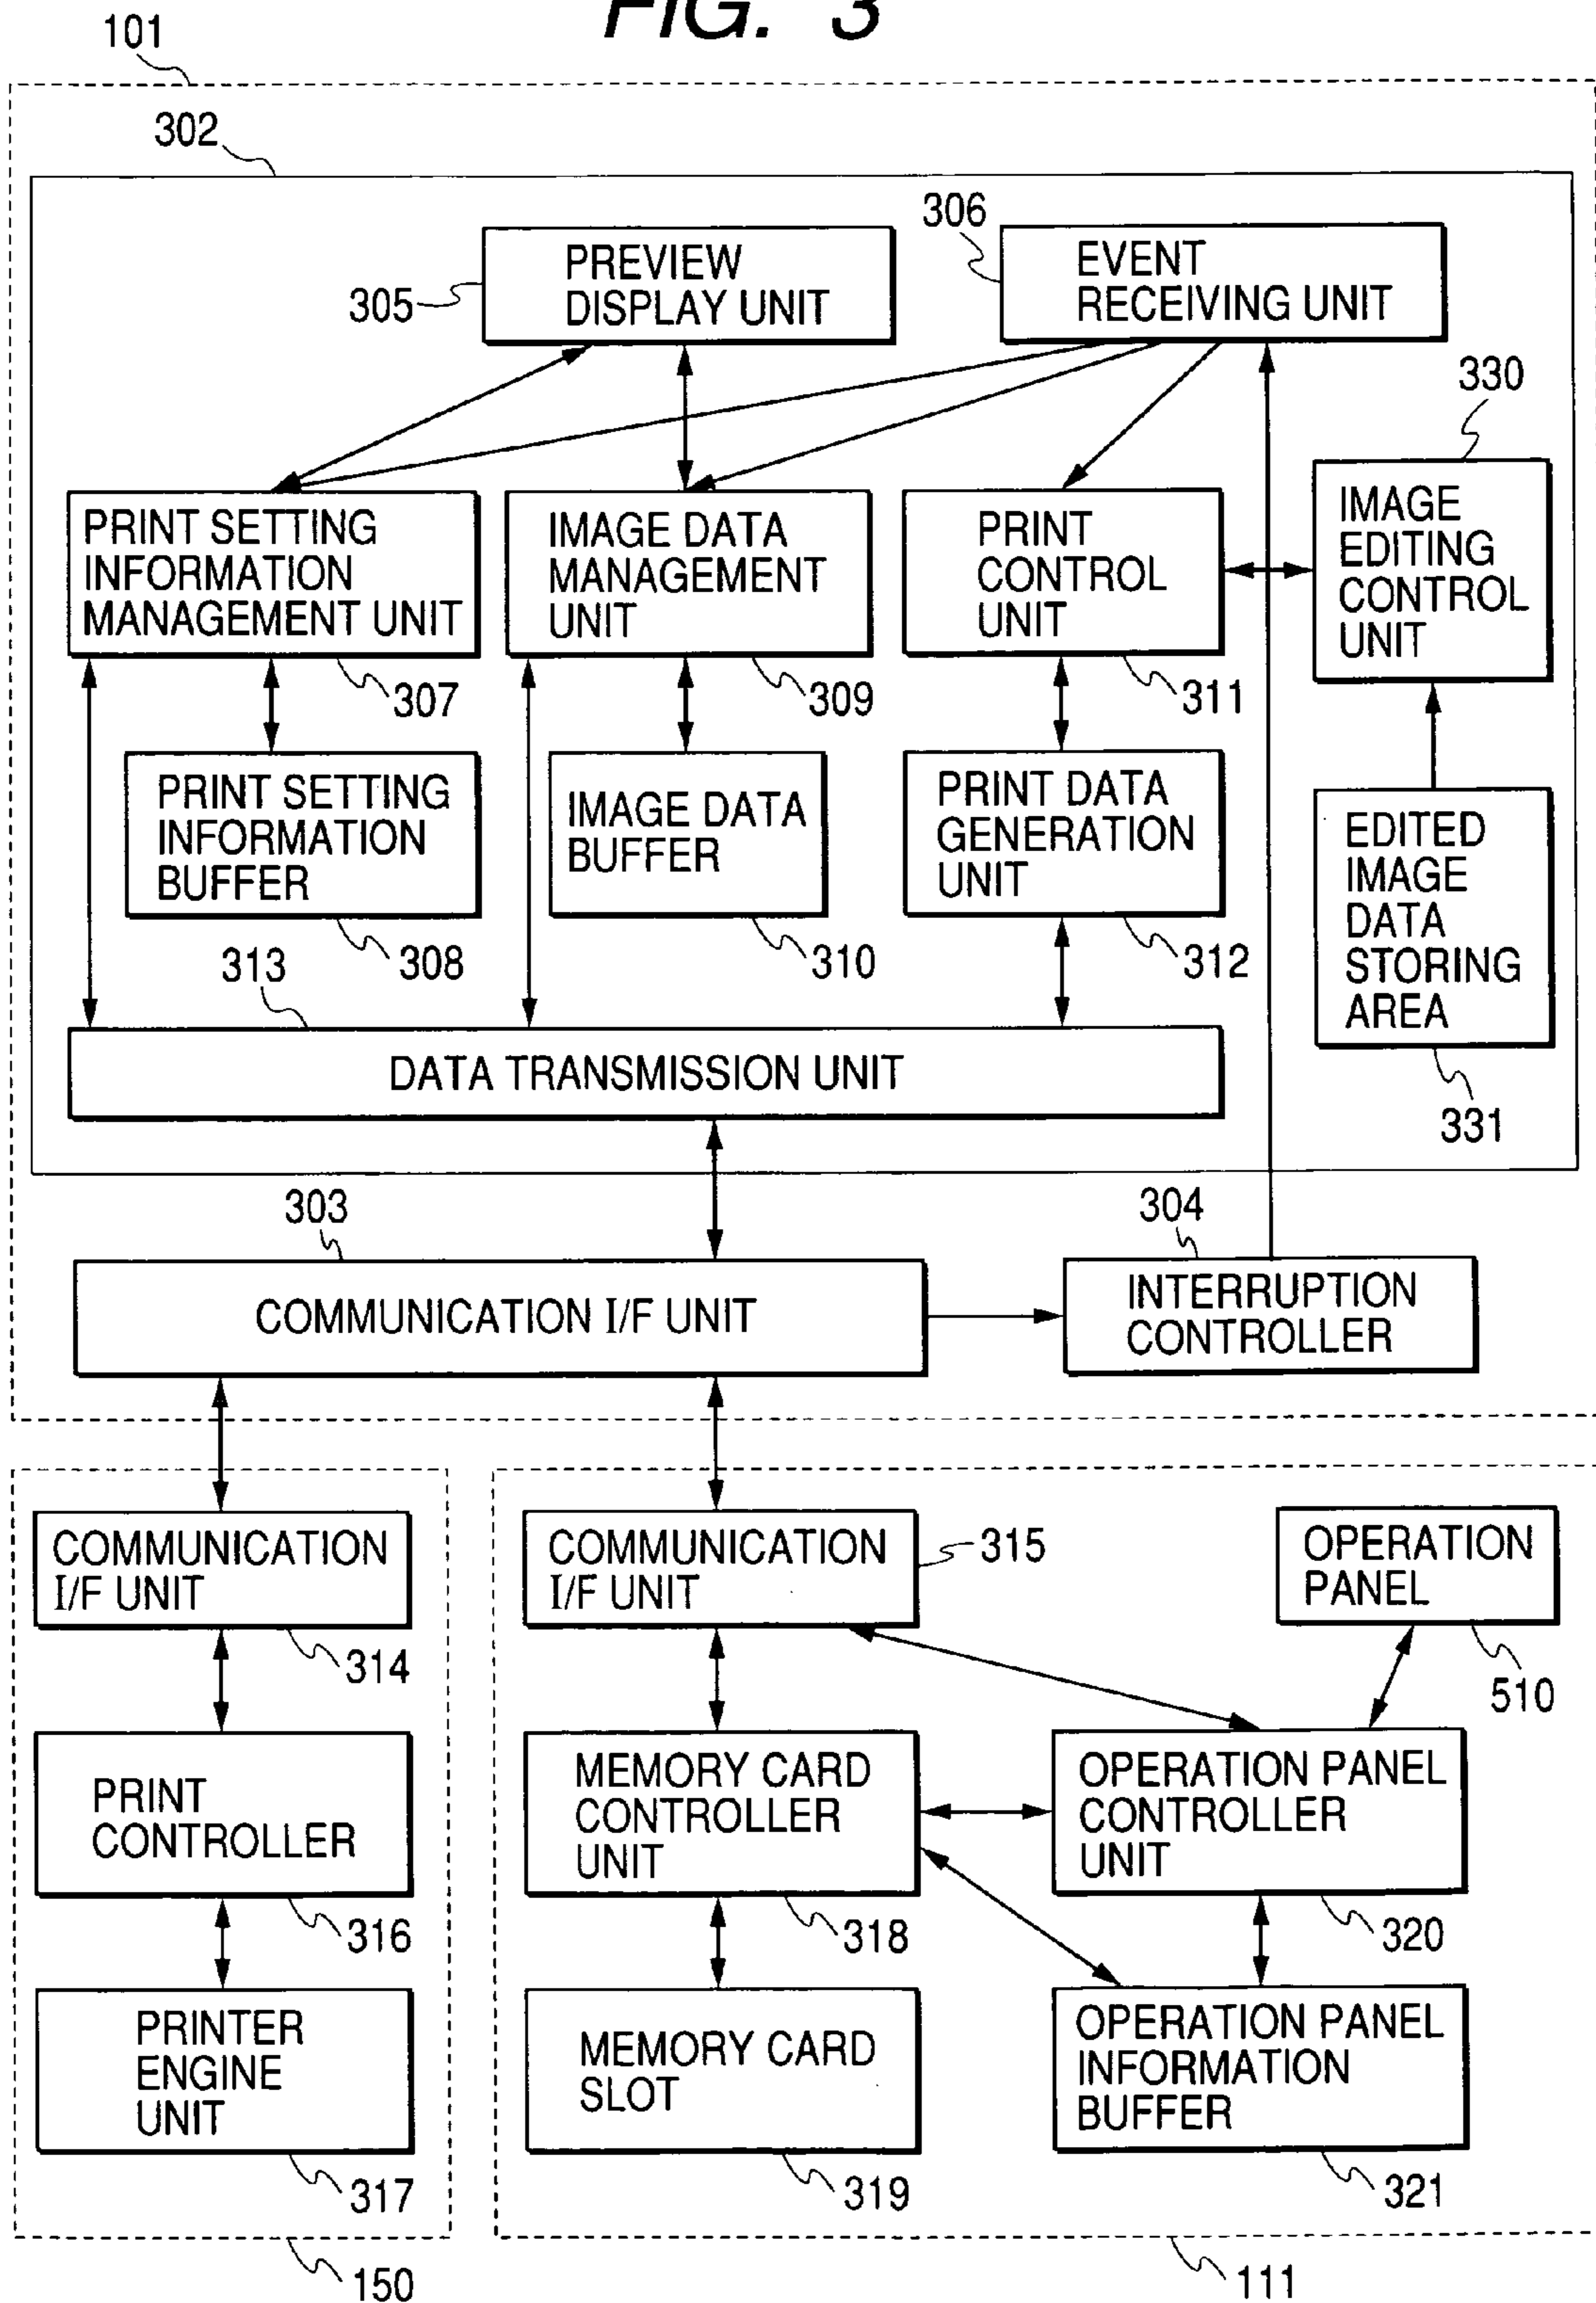 FIG. 3
101
302
305
PREVIEW
DISPLAY UNIT
306
EVENT
RECEIVING UNIT
330
PRINT SETTING
INFORMATION
MANAGEMENT UNIT
307
IMAGE DATA
MANAGEMENT
UNIT
309
PRINT
CONTROL
UNIT
311
IMAGE
EDITING
CONTROL
UNIT
PRINT SETTING
INFORMATION
BUFFER
308
IMAGE DATA
BUFFER
310
PRINT DATA
GENERATION
UNIT
312
EDITED
IMAGE
DATA
STORING
AREA
331
313
DATA TRANSMISSION UNIT
303
COMMUNICATION I/F UNIT
304
INTERRUPTION
CONTROLLER
COMMUNICATION
I/F UNIT
314
COMMUNICATION
I/F UNIT
315
OPERATION
PANEL
510
PRINT
CONTROLLER
316
MEMORY CARD
CONTROLLER
UNIT
318
OPERATION PANEL
CONTROLLER
UNIT
320
PRINTER
ENGINE
UNIT
317
MEMORY CARD
SLOT
319
OPERATION PANEL
INFORMATION
BUFFER
321
150
111